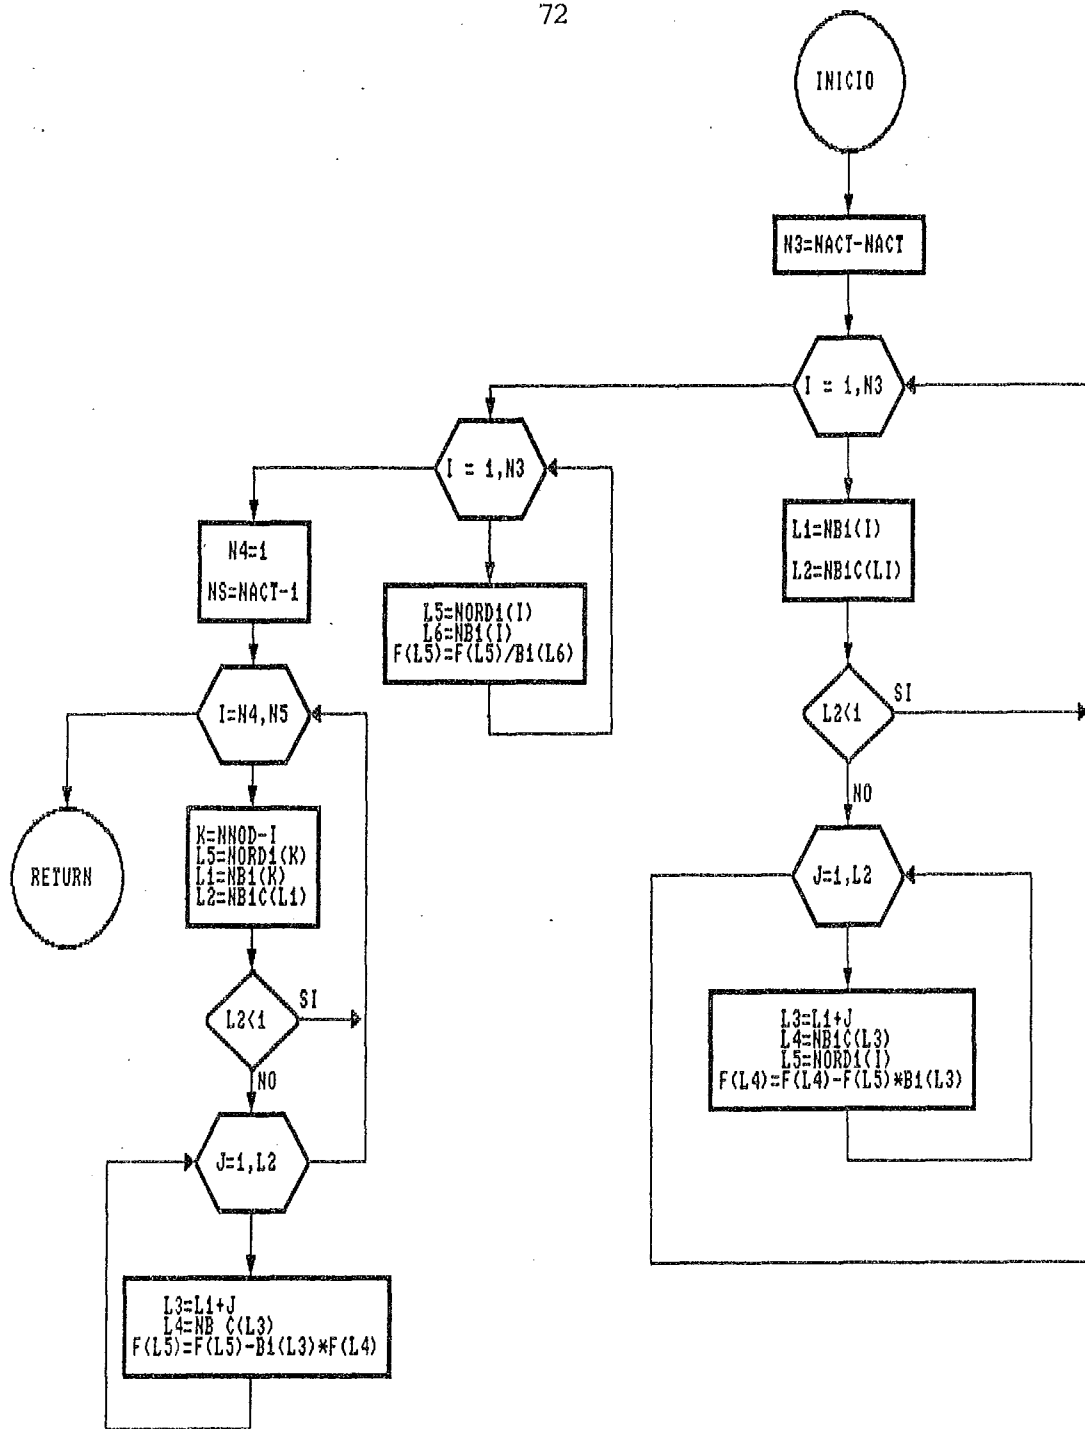 72
INICIO
N3=NACT-NACT
I = 1,N3
I = 1,N3
L1=NB1(I)
L2=NB1C(LI)
N4=1
NS=NACT-1
L5=NORD1(I)
L6=NB1(I)
F(L5)=F(L5)/B1(L6)
I=N4,N5
L2<1
SI
NO
K=NNOD-I
L5=NORD1(K)
L1=NB1(K)
L2=NB1C(L1)
RETURN
J=1,L2
L2<1
SI
NO
L3=L1+J
L4=NB1C(L3)
L5=NORD1(I)
F(L4)=F(L4)-F(L5)*B1(L3)
J=1,L2
L3=L1+J
L4=NB C(L3)
F(L5)=F(L5)-B1(L3)*F(L4)